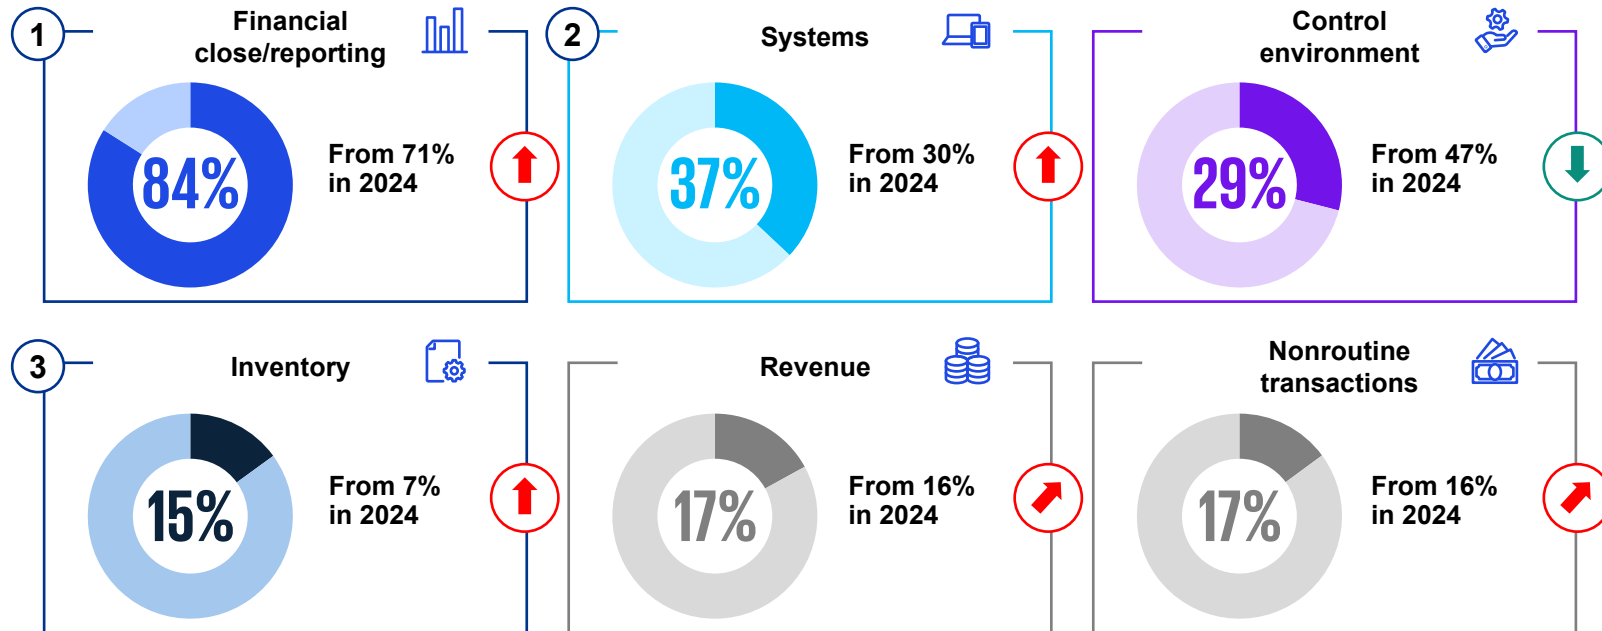 1
Financial
close/reporting
84%
From 71%
in 2024
2
Systems
37%
From 30%
in 2024
Control
environment
29%
From 47%
in 2024
3
Inventory
15%
From 7%
in 2024
Revenue
17%
From 16%
in 2024
Nonroutine
transactions
17%
From 16%
in 2024